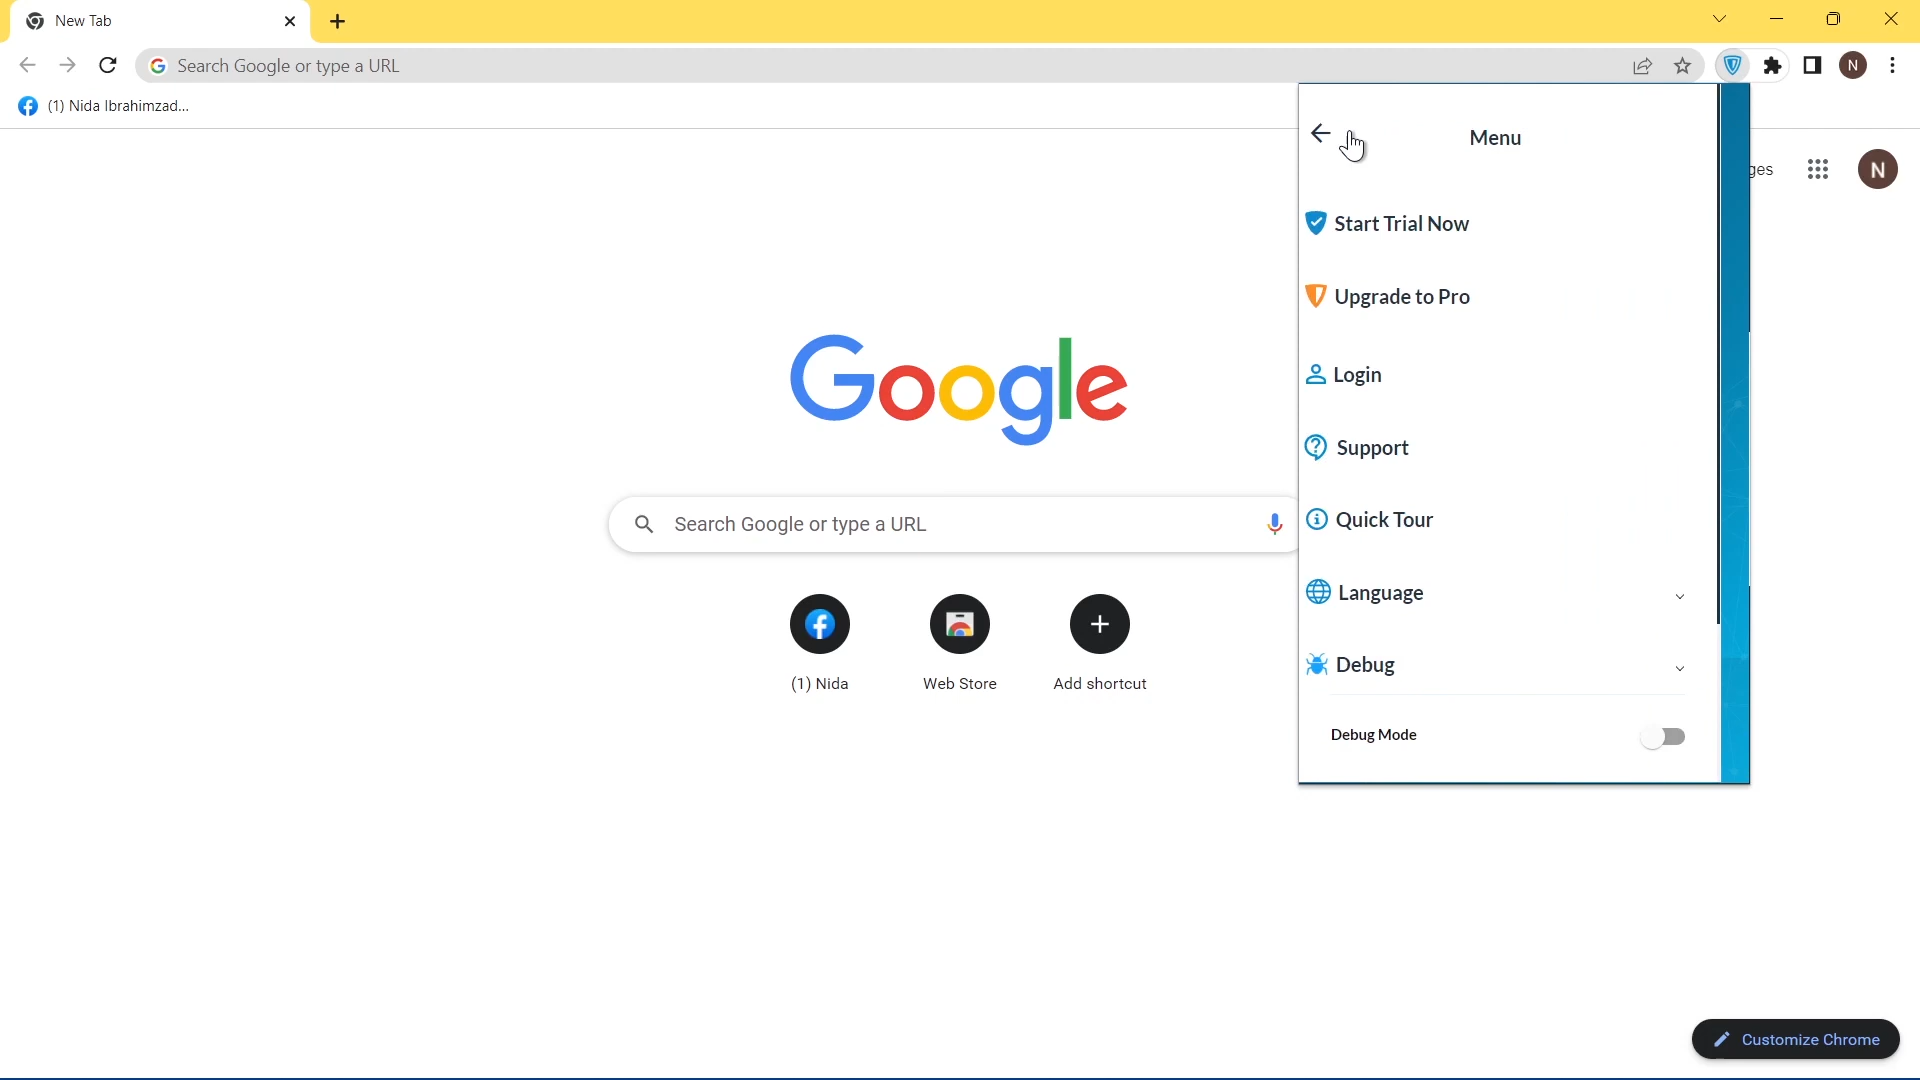 New Tab
Search Google or type a URL
N
(1) Nida Ibrahimzad...
Menu
N
Start Trial Now
Upgrade to Pro
Google
Login
Support
Search Google or type a URL
Quick Tour
Language
Debug
(1) Nida
Web Store
Add shortcut
Debug Mode
Customize Chrome